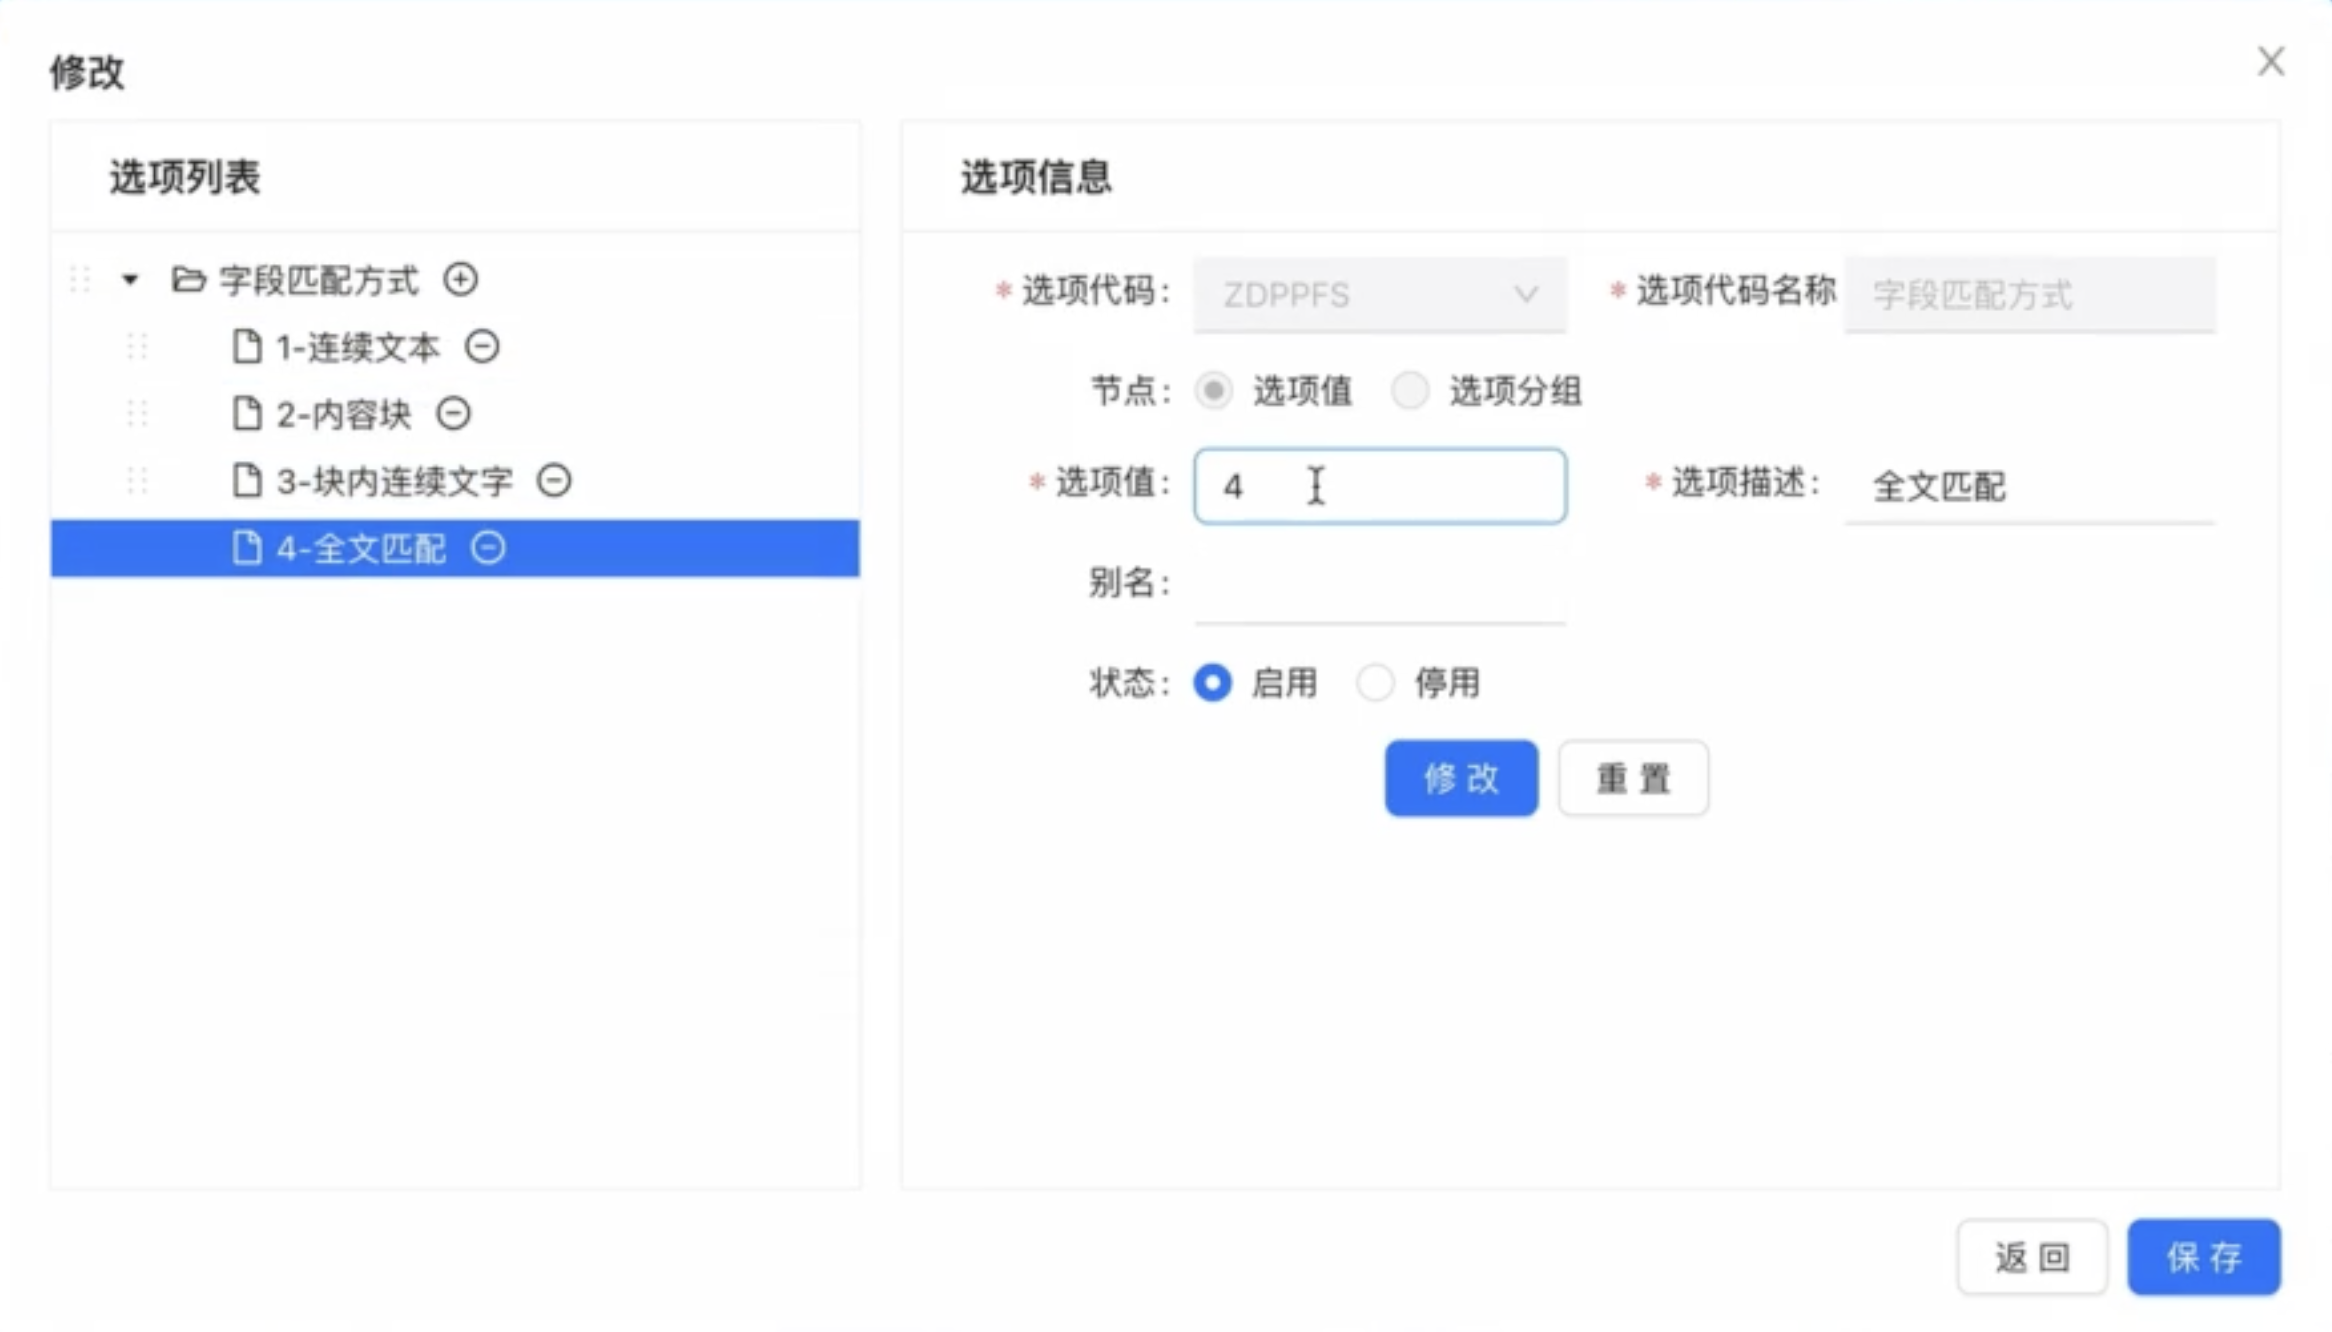 修改
选项列表
字段匹配方式
1-连续文本
2-内容块
3-块内连续文字
4-全文匹配
选项信息
* 选项代码： ZDPPFS * 选项代码名称 字段匹配方式
节点： 选项值 选项分组
* 选项值： 4 * 选项描述： 全文匹配
别名：
状态： 启用 停用
修改 重置
返回 保存